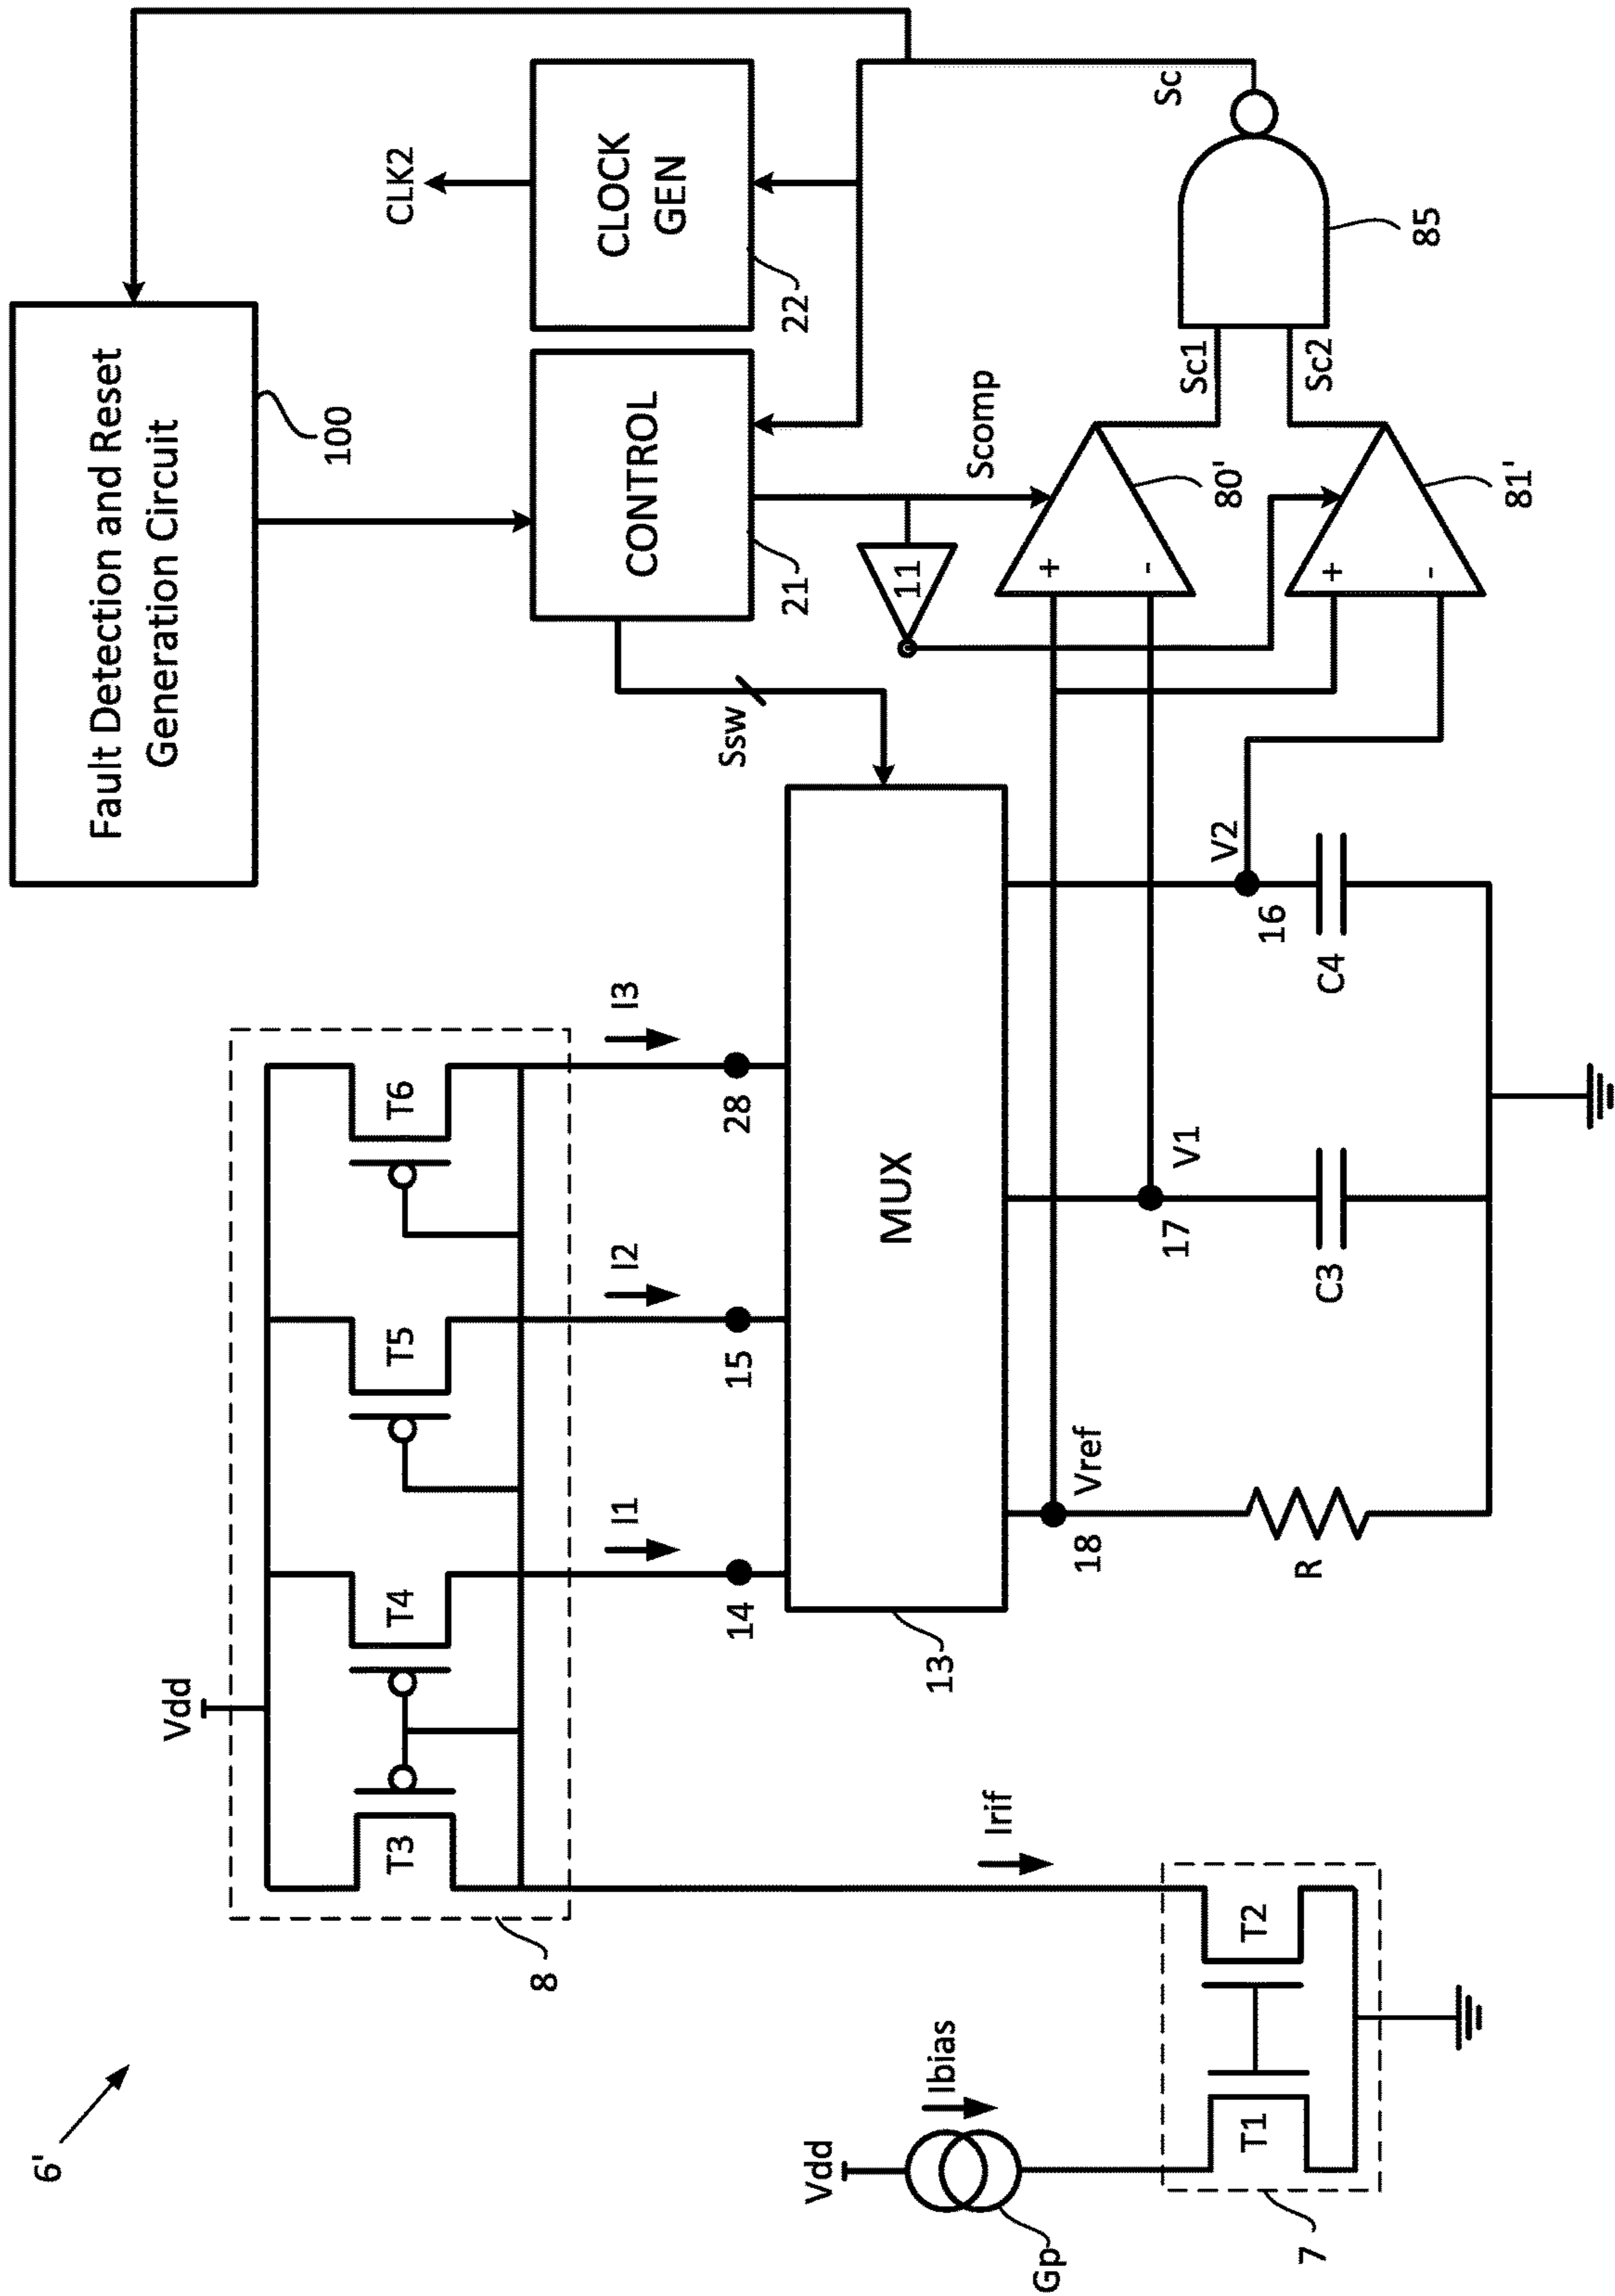 6'
Fault Detection and Reset
Generation Circuit
100
CLK2
CLOCK
GEN
22
CONTROL
21
Sc
85
Sc1
Sc2
Scomp
80'
81'
+
-
+
-
11
Ssw
Vdd
T3
T4
T5
T6
8
I1
I2
I3
14
15
28
MUX
13
Irif
Vref
18
V1
17
V2
16
R
C3
C4
Vdd
Ibias
Gp
T1
T2
7